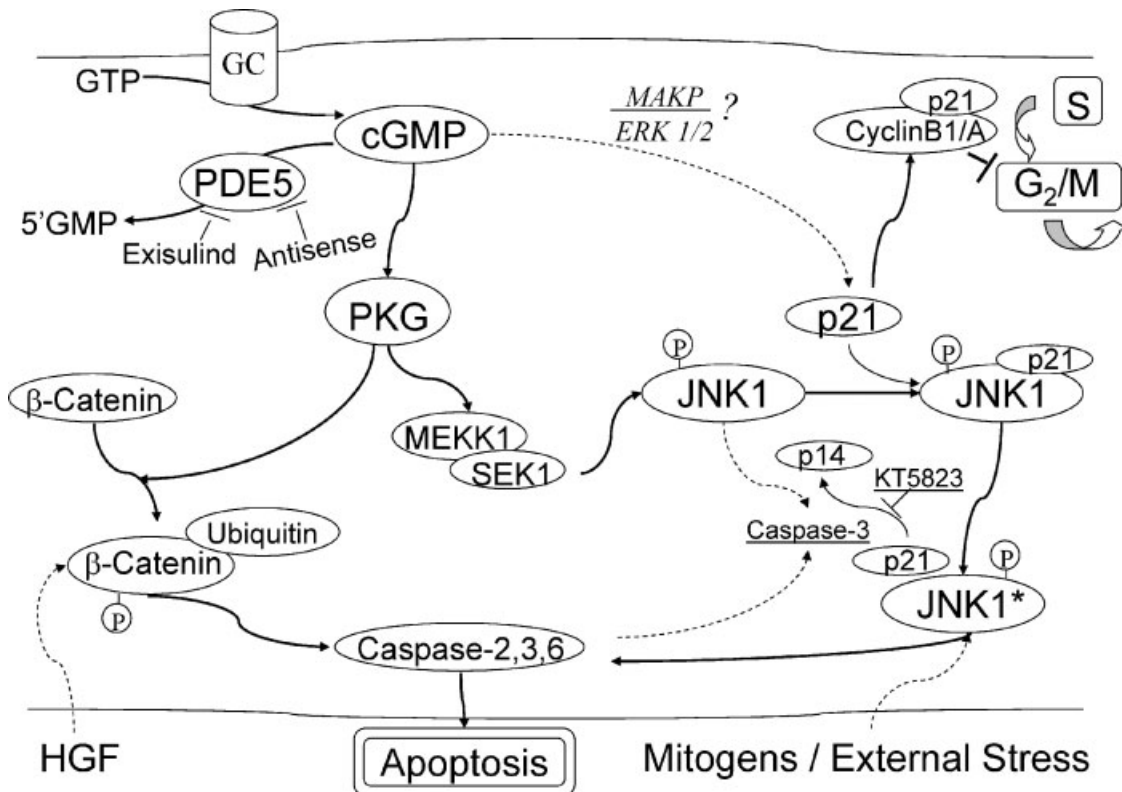 GC
GTP
cGMP
MAKP
ERK 1/2
?
p21
CyclinB1/A
S
G₂/M
PDE5
5'GMP
Exisulind
Antisense
PKG
p21
P
JNK1
P
p21
JNK1
β-Catenin
MEKK1
SEK1
p14
KT5823
Caspase-3
p21
P
JNK1*
Ubiquitin
β-Catenin
P
Caspase-2,3,6
HGF
Apoptosis
Mitogens / External Stress